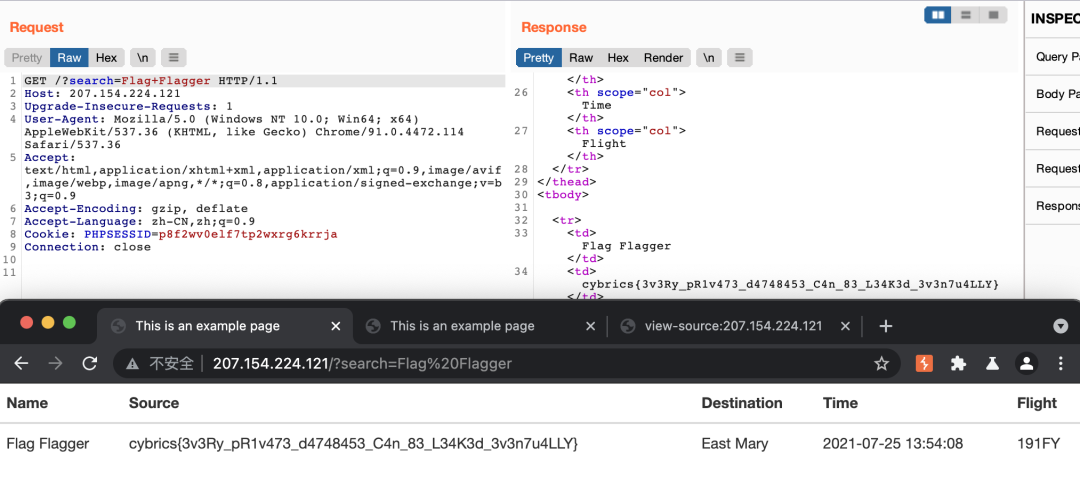 Request
Pretty Raw Hex \n
1 GET /?search=Flag+Flagger HTTP/1.1
2 Host: 207.154.224.121
3 Upgrade-Insecure-Requests: 1
4 User-Agent: Mozilla/5.0 (Windows NT 10.0; Win64; x64)
AppleWebKit/537.36 (KHTML, like Gecko) Chrome/91.0.4472.114
Safari/537.36
5 Accept:
text/html,application/xhtml+xml,application/xml;q=0.9,image/avif
,image/webp,image/apng,*/*;q=0.8,application/signed-exchange;v=b
3;q=0.9
6 Accept-Encoding: gzip, deflate
7 Accept-Language: zh-CN,zh;q=0.9
8 Cookie: PHPSESSID=p8f2wv0elf7tp2wxrg6krrja
9 Connection: close
10
11
Response
Pretty Raw Hex Render \n
</th>
26 <th scope="col">
Time
</th>
27 <th scope="col">
Flight
</th>
28 </tr>
29 </thead>
30 <tbody>
31
32 <tr>
33 <td>
Flag Flagger
</td>
34 <td>
cybrics{3v3Ry_pR1v473_d4748453_C4n_83_L34K3d_3v3n7u4LLY}
</td>
INSPEC
Query Pa
Body Pa
Request
Request
Respons
This is an example page
This is an example page
view-source:207.154.224.121
不安全 207.154.224.121/?search=Flag%20Flagger
Name Source Destination Time Flight
Flag Flagger cybrics{3v3Ry_pR1v473_d4748453_C4n_83_L34K3d_3v3n7u4LLY} East Mary 2021-07-25 13:54:08 191FY